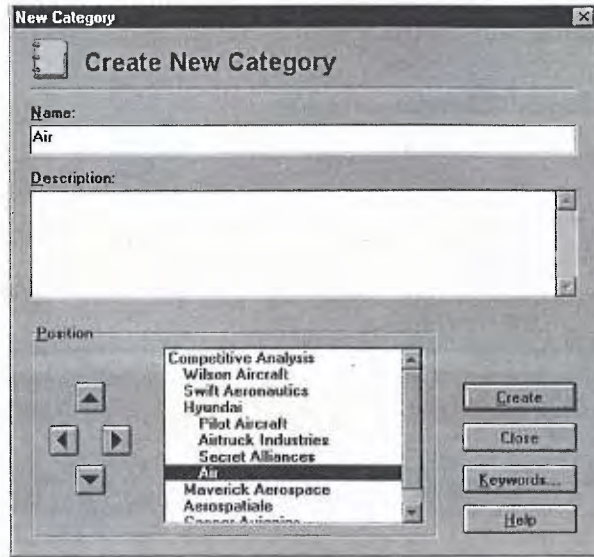 New Category
Create New Category
Name:
Air
Description:
Position
Competitive Analysis
Wilson Aircraft
Swift Aeronautics
Hyundai
Pilot Aircraft
Airtruck Industries
Secret Alliances
Air
Maverick Aerospace
Aerospatiale
Create
Close
Keywords...
Help